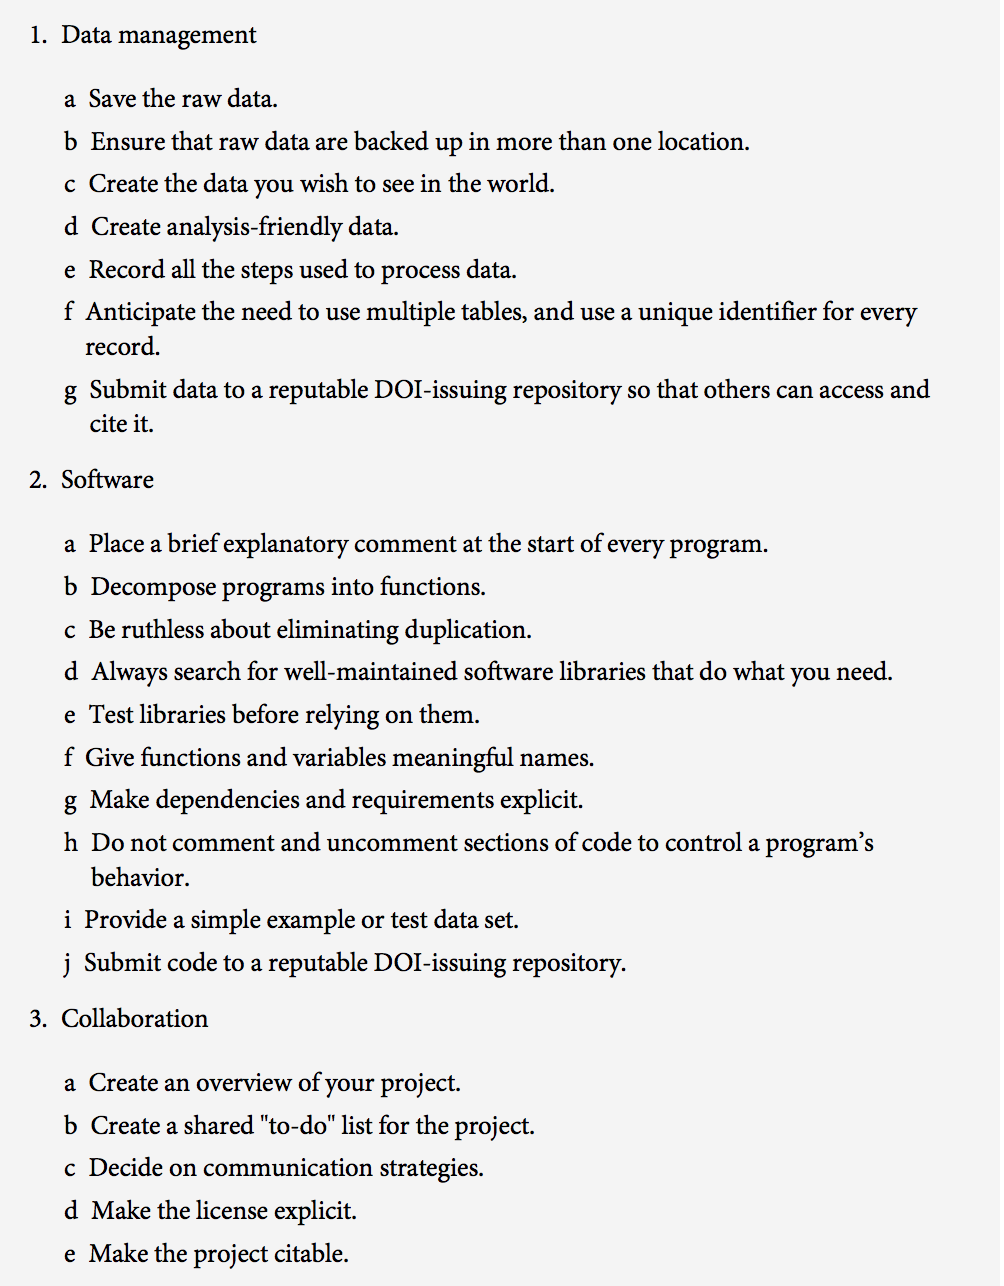 1. Data management
a Save the raw data.
b Ensure that raw data are backed up in more than one location.
c Create the data you wish to see in the world.
d Create analysis-friendly data.
e Record all the steps used to process data.
f Anticipate the need to use multiple tables, and use a unique identifier for every
record.
g Submit data to a reputable DOI-issuing repository so that others can access and
cite it.
2. Software
a Place a brief explanatory comment at the start of every program.
b Decompose programs into functions.
c Be ruthless about eliminating duplication.
d Always search for well-maintained software libraries that do what you need.
e Test libraries before relying on them.
f Give functions and variables meaningful names.
g Make dependencies and requirements explicit.
h Do not comment and uncomment sections of code to control a program’s
behavior.
i Provide a simple example or test data set.
j Submit code to a reputable DOI-issuing repository.
3. Collaboration
a Create an overview of your project.
b Create a shared "to-do" list for the project.
c Decide on communication strategies.
d Make the license explicit.
e Make the project citable.